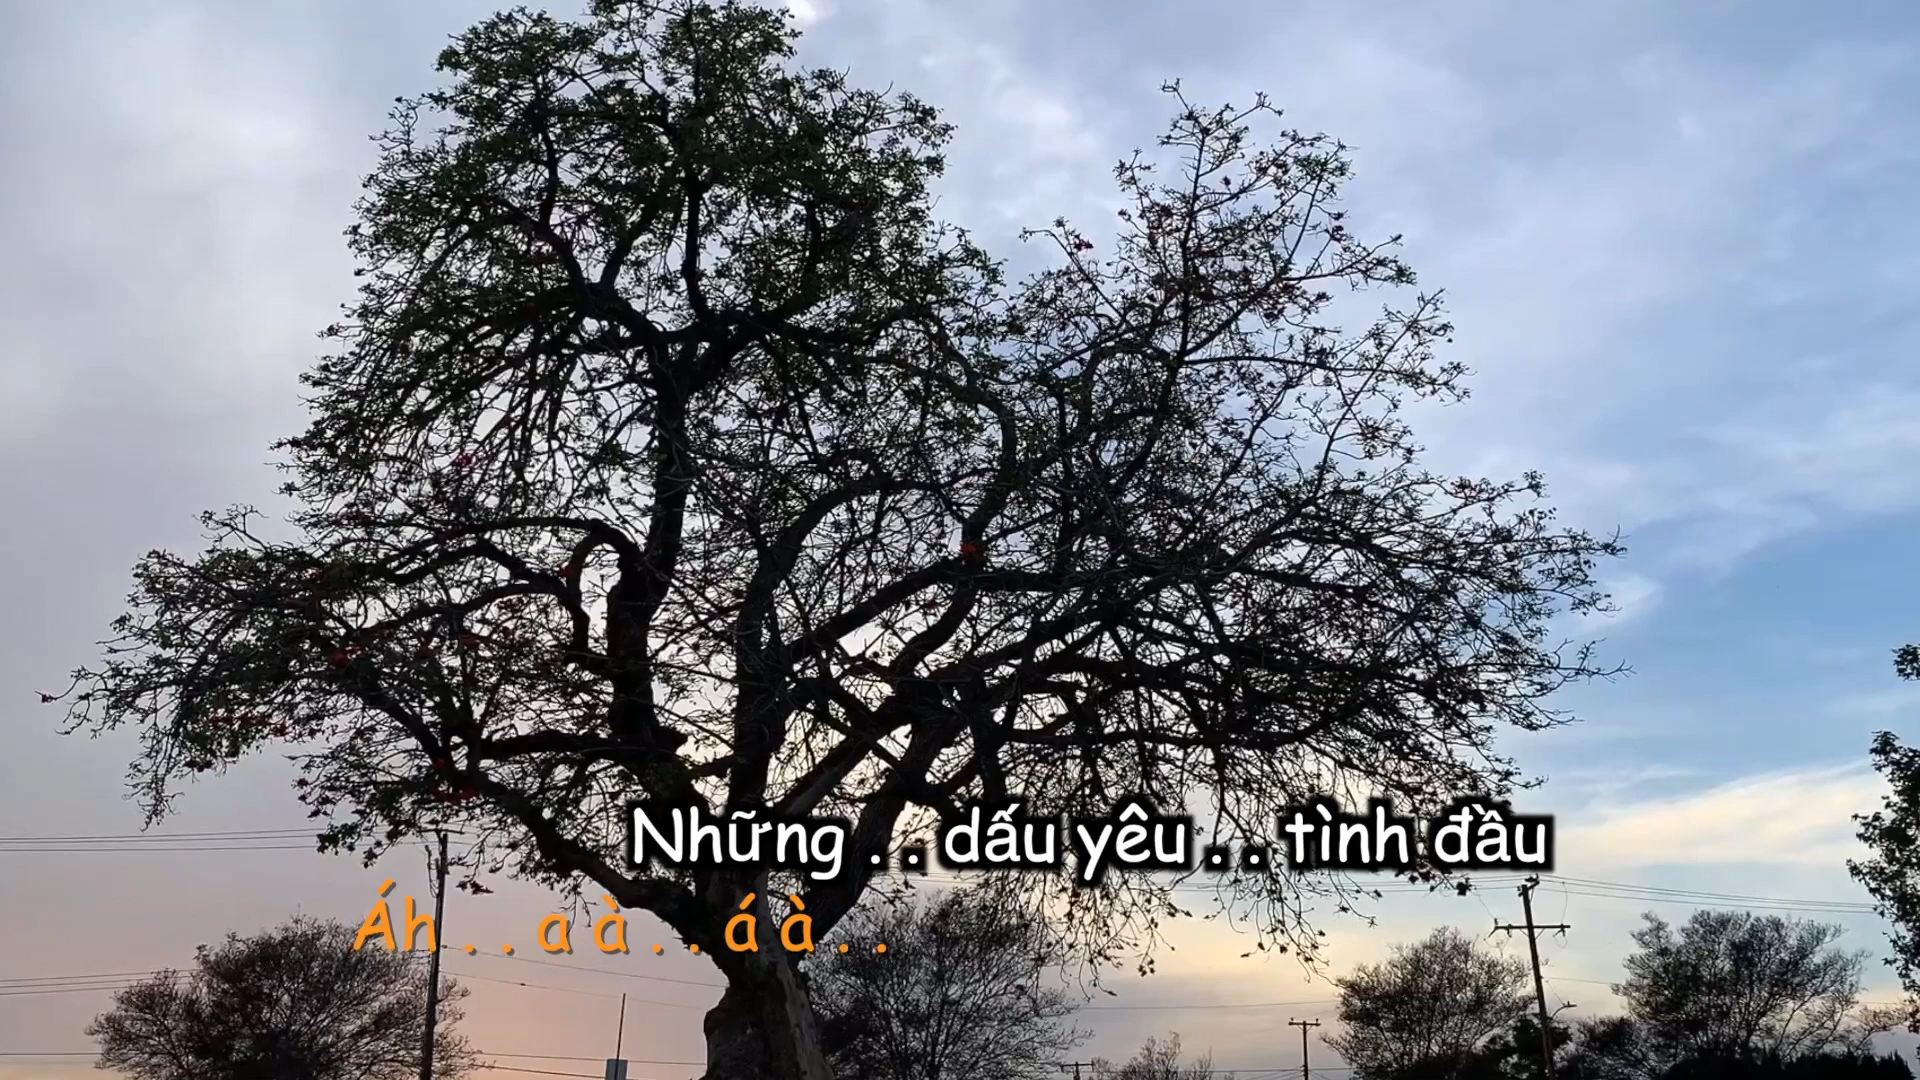 Những . . dấu yêu . . tình đầu
Áh . . a à . . á à . .